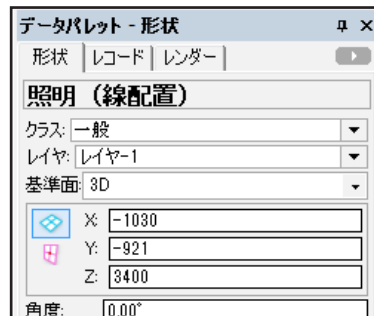 データパレット - 形状
形状 レコード レンダー
照明（線配置）
クラス: 一般
レイヤ: レイヤ-1
基準面: 3D
X: -1030
Y: -921
Z: 3400
角度: 0.00°